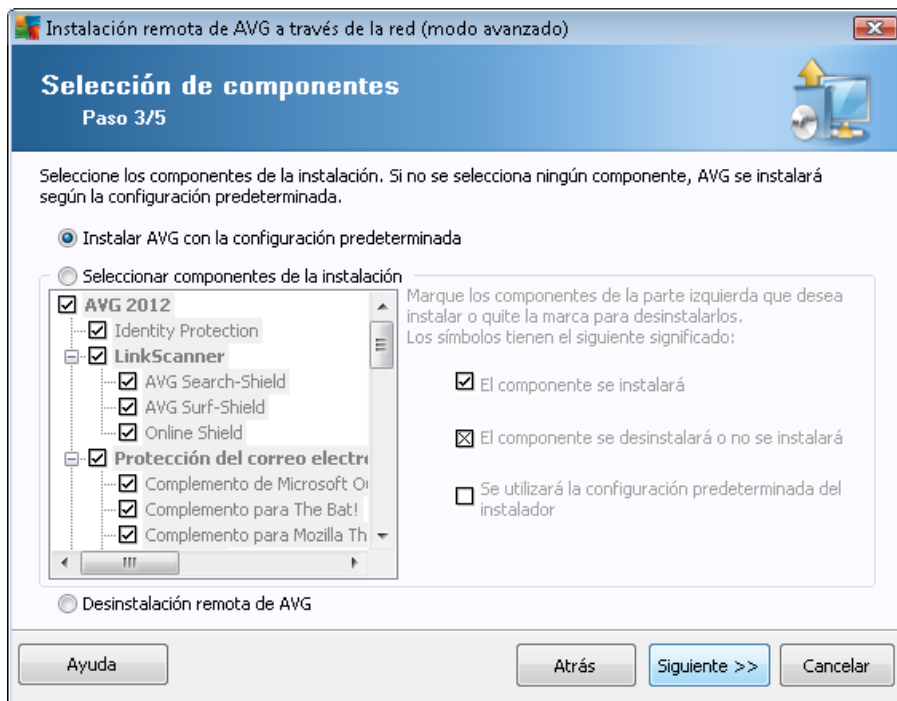 Instalación remota de AVG a través de la red (modo avanzado)
Selección de componentes
Paso 3/5
Seleccione los componentes de la instalación. Si no se selecciona ningún componente, AVG se instalará
según la configuración predeterminada.
Instalar AVG con la configuración predeterminada
Seleccionar componentes de la instalación
AVG 2012
Identity Protection
LinkScanner
AVG Search-Shield
AVG Surf-Shield
Online Shield
Protección del correo electr
Complemento de Microsoft
Complemento para The Bat!
Complemento para Mozilla Th
Marque los componentes de la parte izquierda que desea
instalar o quite la marca para desinstalarlos.
Los símbolos tienen el siguiente significado:
El componente se instalará
El componente se desinstalará o no se instalará
Se utilizará la configuración predeterminada del
instalador
Desinstalación remota de AVG
Ayuda
Atrás
Siguiente >>
Cancelar